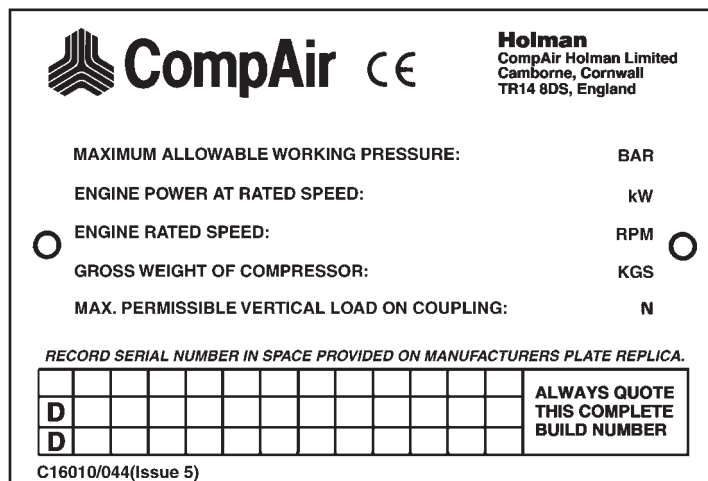 CompAir CE
Holman
CompAir Holman Limited
Camborne, Cornwall
TR14 8DS, England
MAXIMUM ALLOWABLE WORKING PRESSURE: BAR
ENGINE POWER AT RATED SPEED: kW
ENGINE RATED SPEED: RPM
GROSS WEIGHT OF COMPRESSOR: KGS
MAX. PERMISSIBLE VERTICAL LOAD ON COUPLING: N
RECORD SERIAL NUMBER IN SPACE PROVIDED ON MANUFACTURERS PLATE REPLICA.
D
D
ALWAYS QUOTE
THIS COMPLETE
BUILD NUMBER
C16010/044(Issue 5)